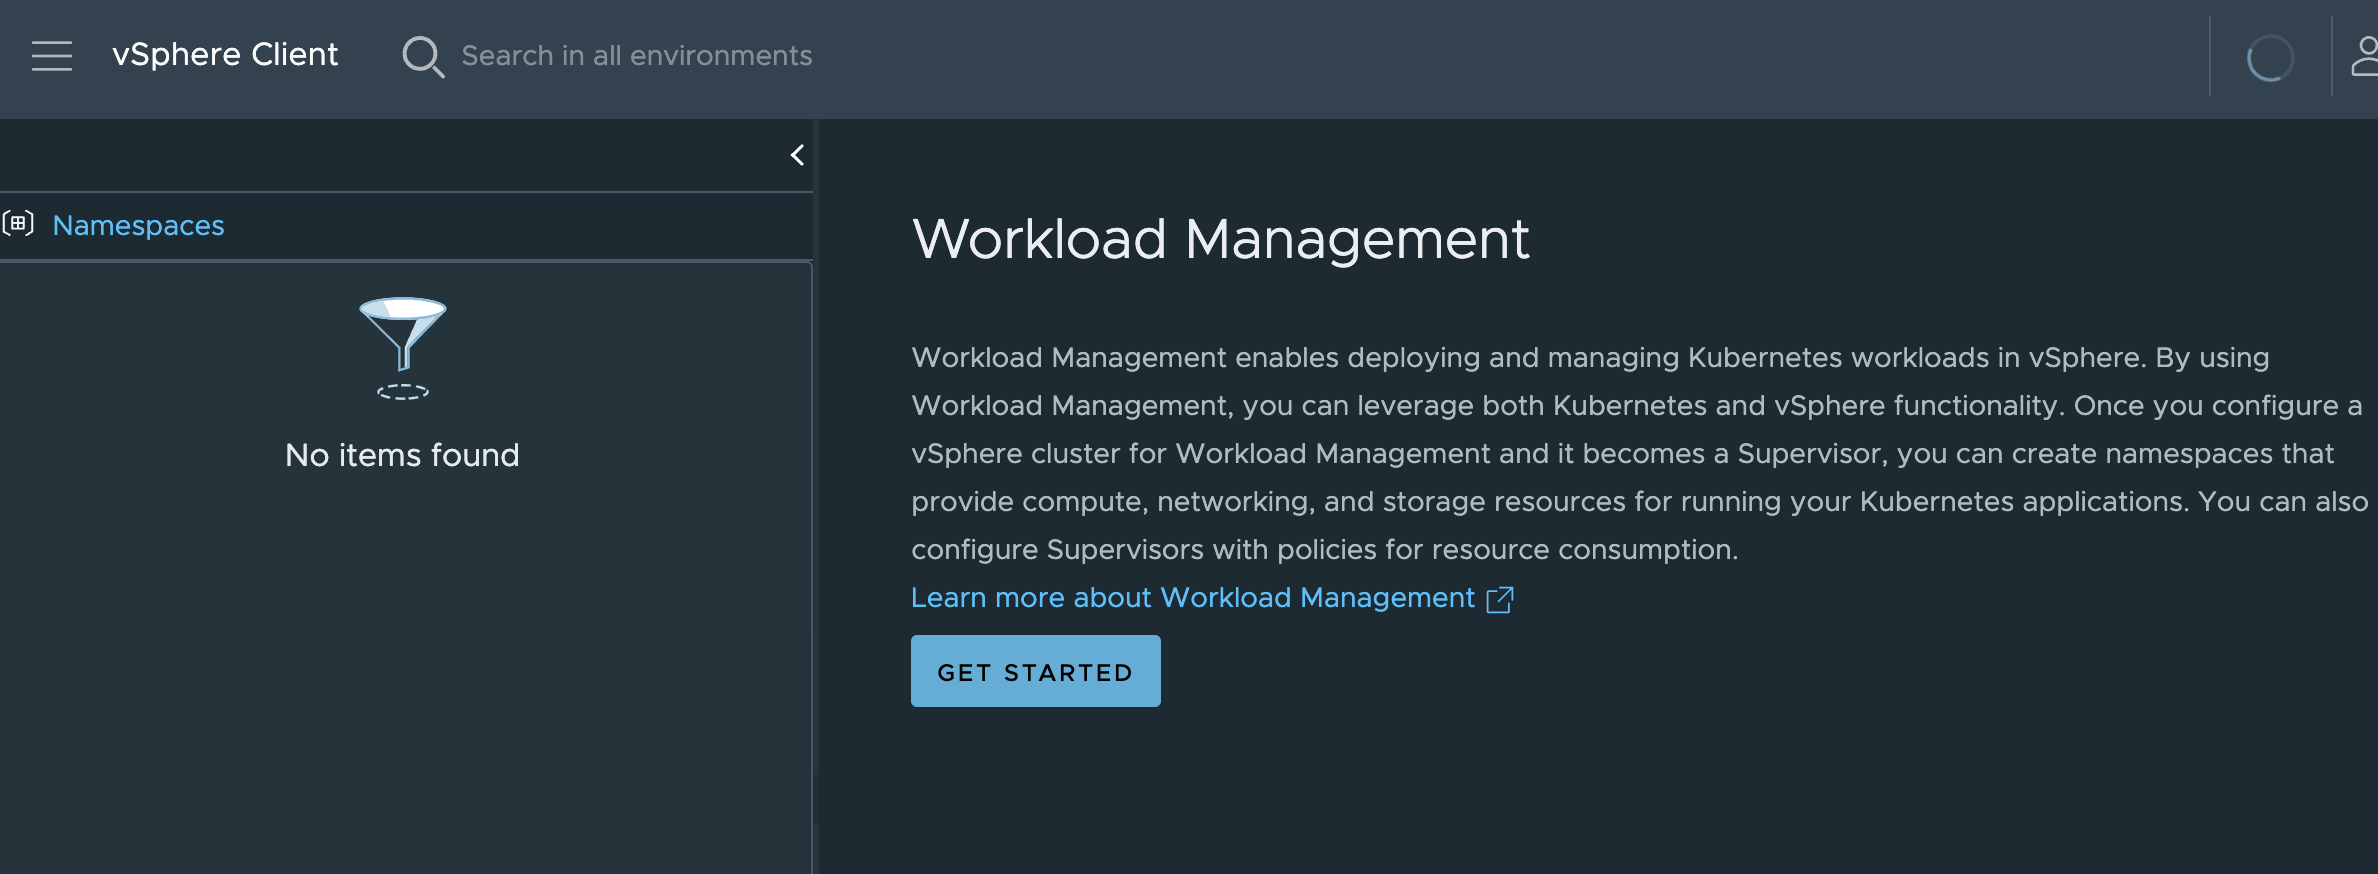 vSphere Client
Search in all environments
Namespaces
No items found
Workload Management
Workload Management enables deploying and managing Kubernetes workloads in vSphere. By using
Workload Management, you can leverage both Kubernetes and vSphere functionality. Once you configure a
vSphere cluster for Workload Management and it becomes a Supervisor, you can create namespaces that
provide compute, networking, and storage resources for running your Kubernetes applications. You can also
configure Supervisors with policies for resource consumption.
Learn more about Workload Management
GET STARTED